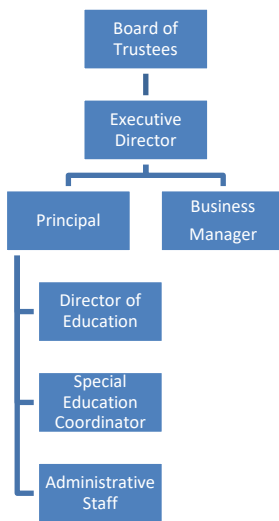 Board of
Trustees
Executive
Director
Principal
Business
Manager
Director of
Education
Special
Education
Coordinator
Administrative
Staff